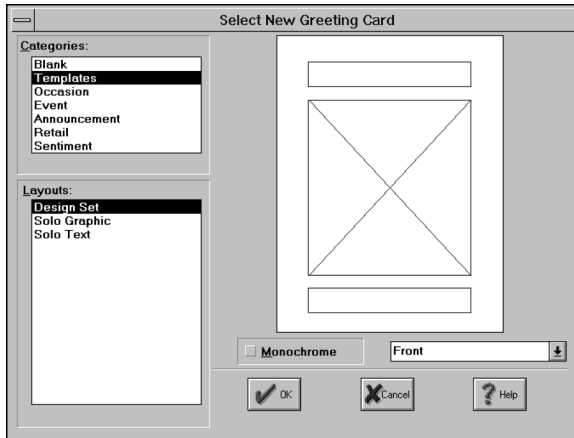 Select New Greeting Card
Categories:
Blank
Templates
Occasion
Event
Announcement
Retail
Sentiment
Layouts:
Design Set
Solo Graphic
Solo Text
Monochrome
Front
OK
Cancel
Help